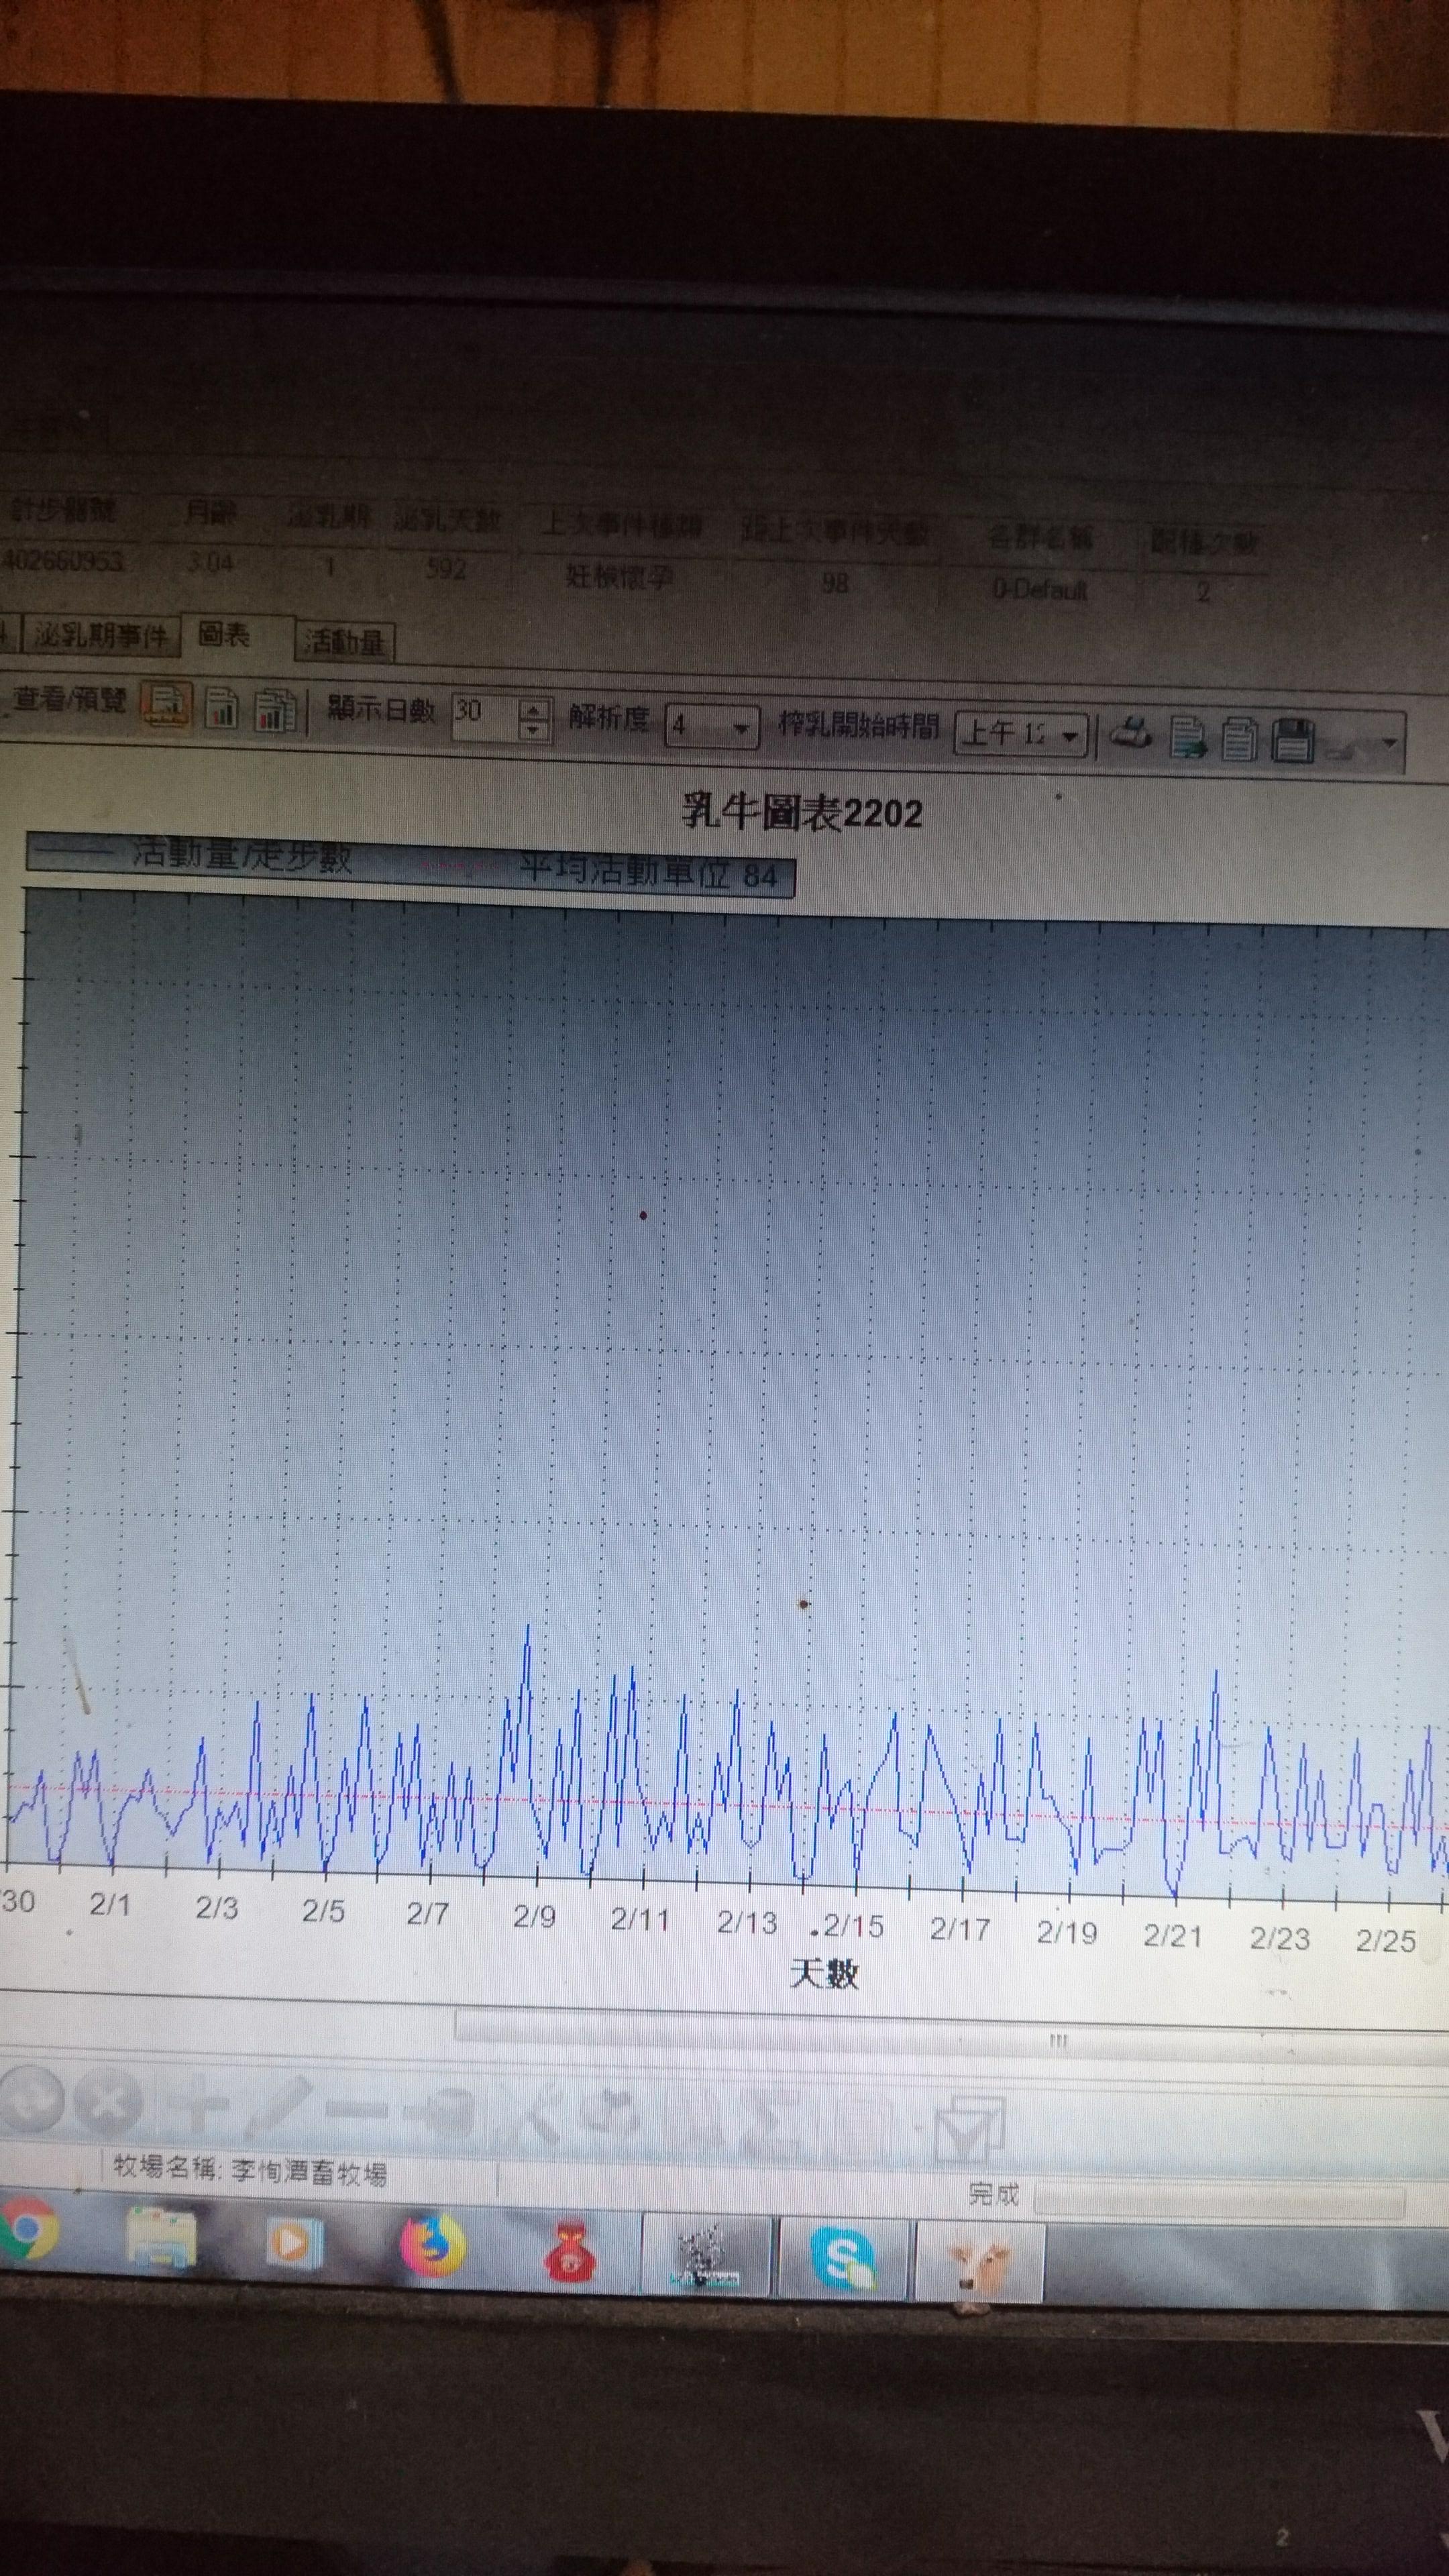 計步器號 月齡 泌乳期 泌乳天數 上次事件種類 距上次事件天數 各群名稱 配種次數
402660953 3.04 1 592 妊檢懷孕 98 0-Default 2
泌乳期事件 圖表 活動量
查看/預覽 顯示日數 30 解析度 4 榨乳開始時間 上午 12
乳牛圖表2202
活動量/走步數 平均活動單位 84
/30 2/1 2/3 2/5 2/7 2/9 2/11 2/13 2/15 2/17 2/19 2/21 2/23 2/25
天數
牧場名稱: 李恂潭畜牧場
完成